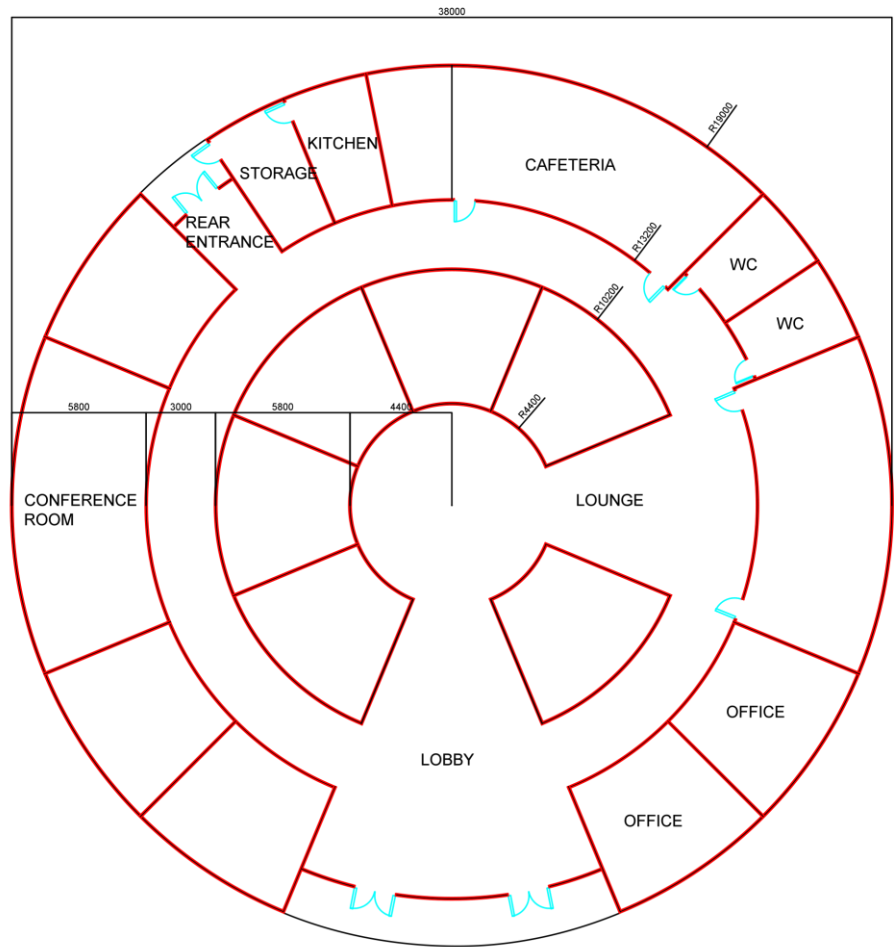 38000
R19000
KITCHEN
CAFETERIA
STORAGE
REAR
ENTRANCE
R13200
WC
R10200
WC
5800
3000
5800
4400
R4400
CONFERENCE
ROOM
LOUNGE
OFFICE
LOBBY
OFFICE